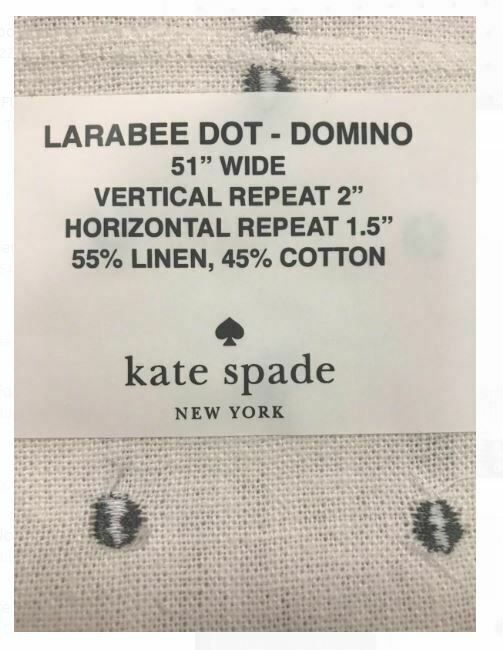 LARABEE DOT - DOMINO
51” WIDE
VERTICAL REPEAT 2”
HORIZONTAL REPEAT 1.5”
55% LINEN, 45% COTTON
kate spade
NEW YORK